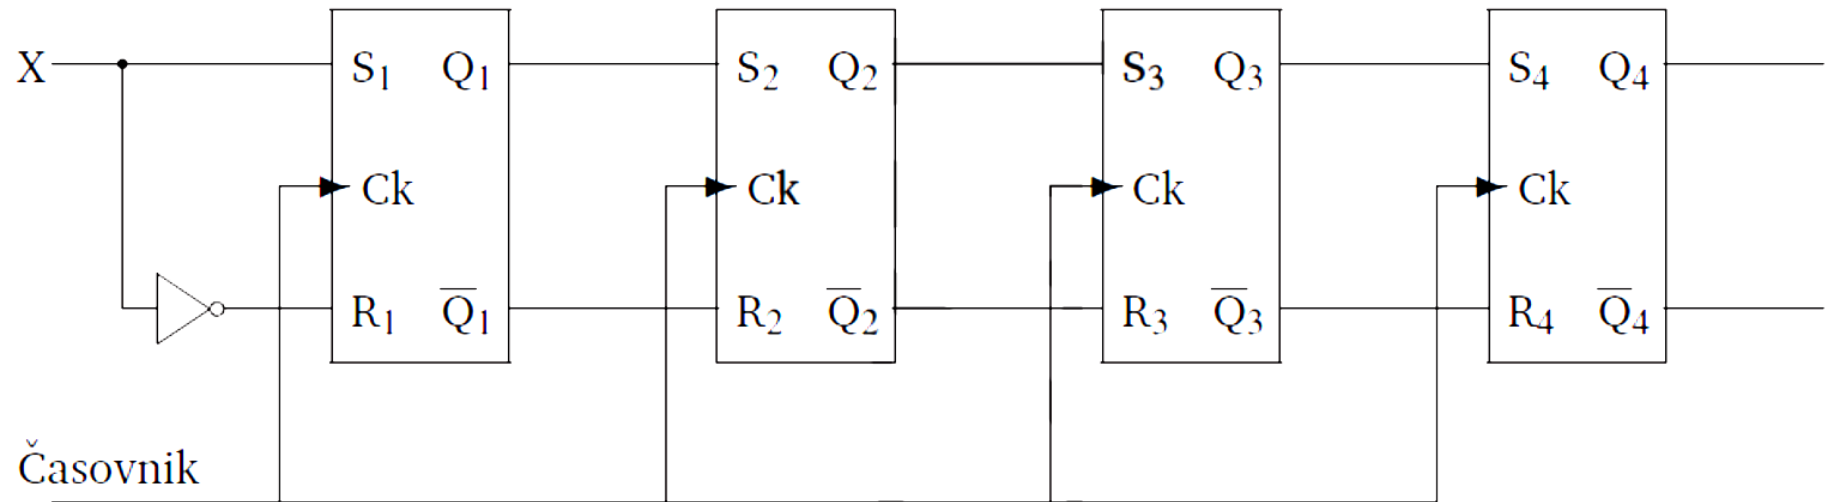 X S₁ Q₁ S₂ Q₂ S₃ Q₃ S₄ Q₄
Ck Ck Ck Ck
R₁ Q̅₁ R₂ Q̅₂ R₃ Q̅₃ R₄ Q̅₄
Časovnik